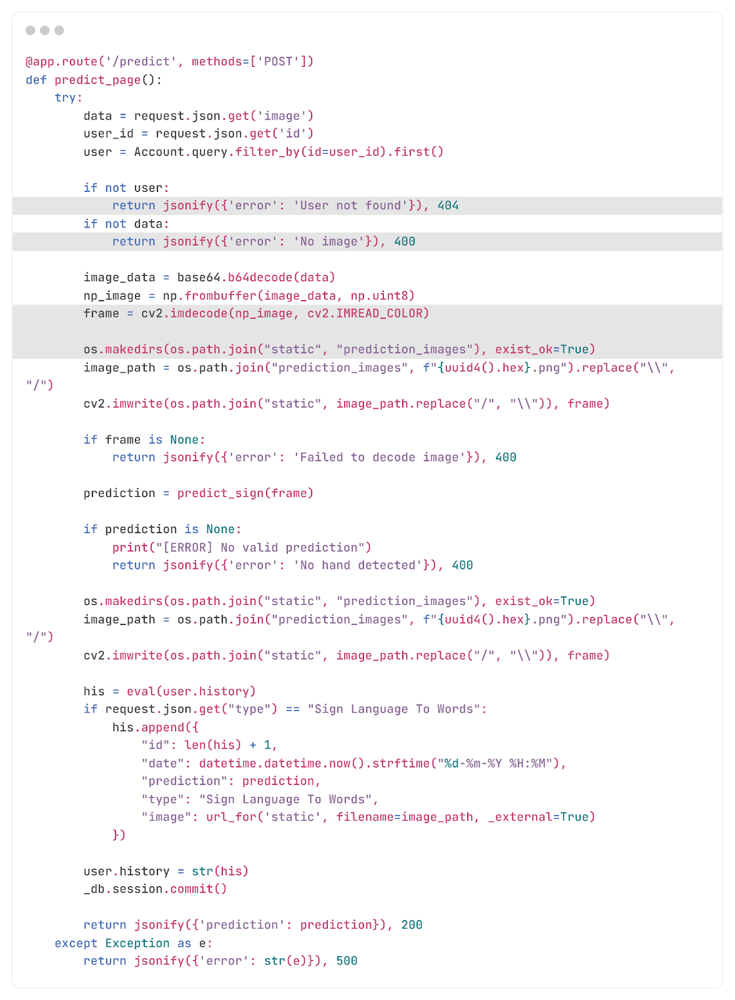 @app.route('/predict', methods=['POST'])
def predict_page():
    try:
        data = request.json.get('image')
        user_id = request.json.get('id')
        user = Account.query.filter_by(id=user_id).first()

        if not user:
            return jsonify({'error': 'User not found'}), 404
        if not data:
            return jsonify({'error': 'No image'}), 400

        image_data = base64.b64decode(data)
        np_image = np.frombuffer(image_data, np.uint8)
        frame = cv2.imdecode(np_image, cv2.IMREAD_COLOR)

        os.makedirs(os.path.join("static", "prediction_images"), exist_ok=True)
        image_path = os.path.join("prediction_images", f"{uuid4().hex}.png").replace("\\",
"/")
        cv2.imwrite(os.path.join("static", image_path.replace("/", "\\")), frame)

        if frame is None:
            return jsonify({'error': 'Failed to decode image'}), 400

        prediction = predict_sign(frame)

        if prediction is None:
            print("[ERROR] No valid prediction")
            return jsonify({'error': 'No hand detected'}), 400

        os.makedirs(os.path.join("static", "prediction_images"), exist_ok=True)
        image_path = os.path.join("prediction_images", f"{uuid4().hex}.png").replace("\\",
"/")
        cv2.imwrite(os.path.join("static", image_path.replace("/", "\\")), frame)

        his = eval(user.history)
        if request.json.get("type") == "Sign Language To Words":
            his.append({
                "id": len(his) + 1,
                "date": datetime.datetime.now().strftime("%d-%m-%Y %H:%M"),
                "prediction": prediction,
                "type": "Sign Language To Words",
                "image": url_for('static', filename=image_path, _external=True)
            })

        user.history = str(his)
        _db.session.commit()

        return jsonify({'prediction': prediction}), 200
    except Exception as e:
        return jsonify({'error': str(e)}), 500